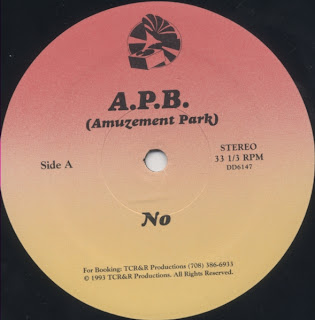 A.P.B.
(Amuzement Park)
Side A
STEREO
33 1/3 RPM
DD6147
No
For Booking: TCR&R Productions (708) 386-6933
© 1993 TCR&R Productions. All Rights Reserved.